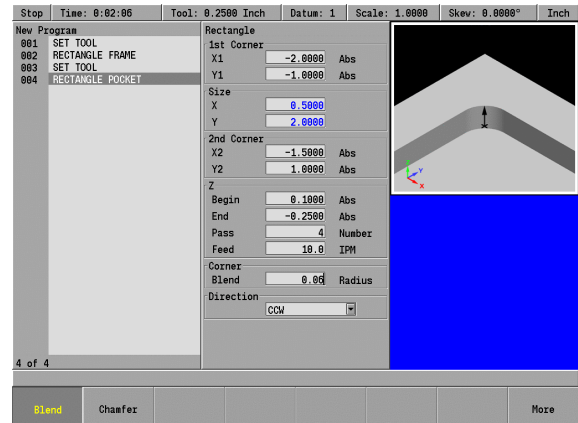 Stop Time: 0:02:06 Tool: 0.2500 Inch Datum: 1 Scale: 1.0000 Skew: 0.0000° Inch
New Program
001 SET TOOL
002 RECTANGLE FRAME
003 SET TOOL
004 RECTANGLE POCKET
4 of 4
Rectangle
1st Corner
X1 -2.0000 Abs
Y1 -1.0000 Abs
Size
X 0.5000
Y 2.0000
2nd Corner
X2 -1.5000 Abs
Y2 1.0000 Abs
Z
Begin 0.1000 Abs
End -0.2500 Abs
Pass 4 Number
Feed 10.0 IPM
Corner
Blend 0.06 Radius
Direction
CCW
Z
Y
X
Blend Chamfer More